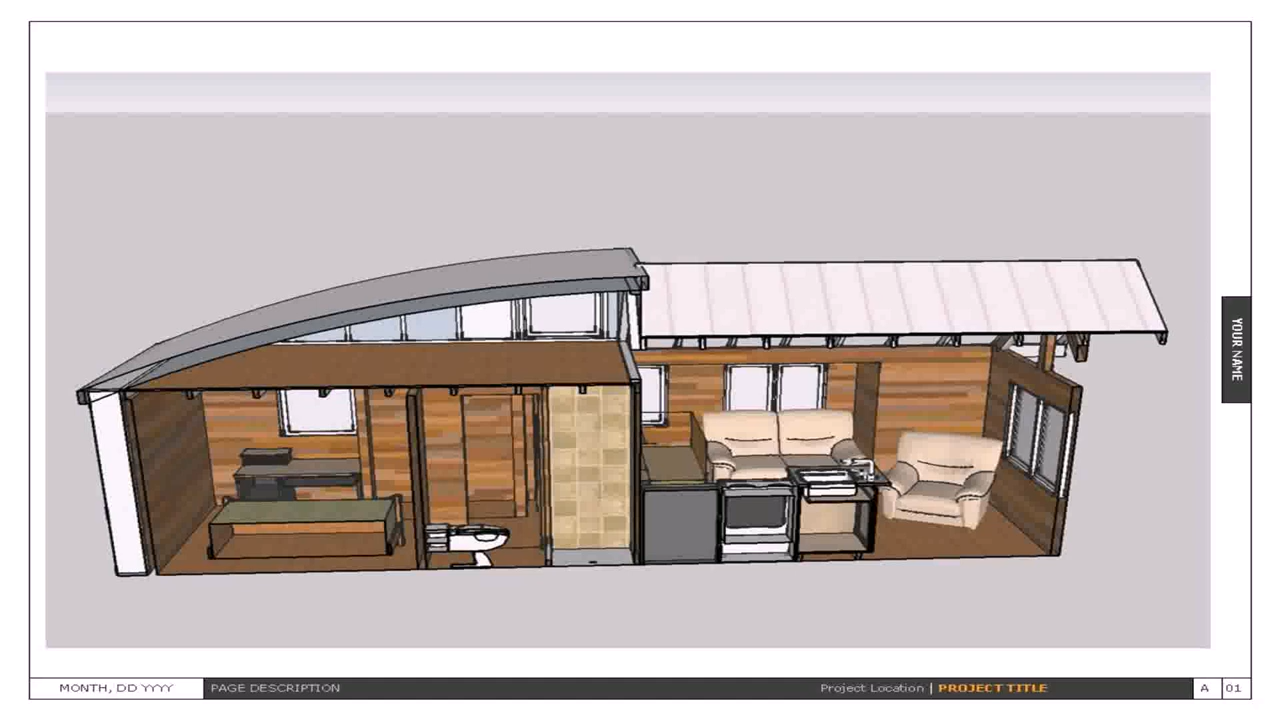 YOUR NAME
MONTH, DD YYYY
PAGE DESCRIPTION
Project Location | PROJECT TITLE
A 01